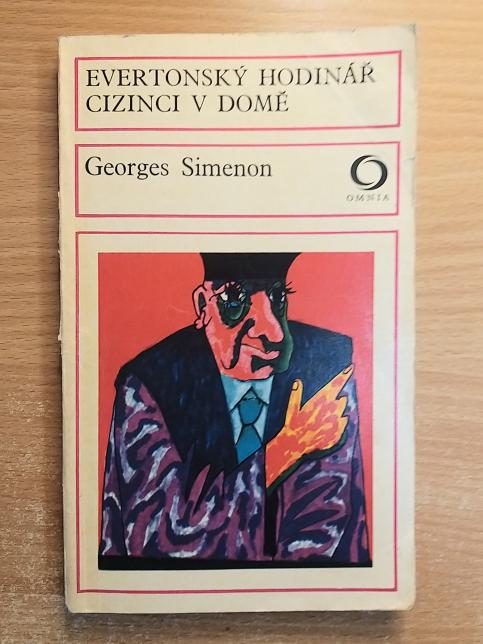 EVERTONSKÝ HODINÁŘ
CIZINCI V DOMĚ
Georges Simenon
OMNIA